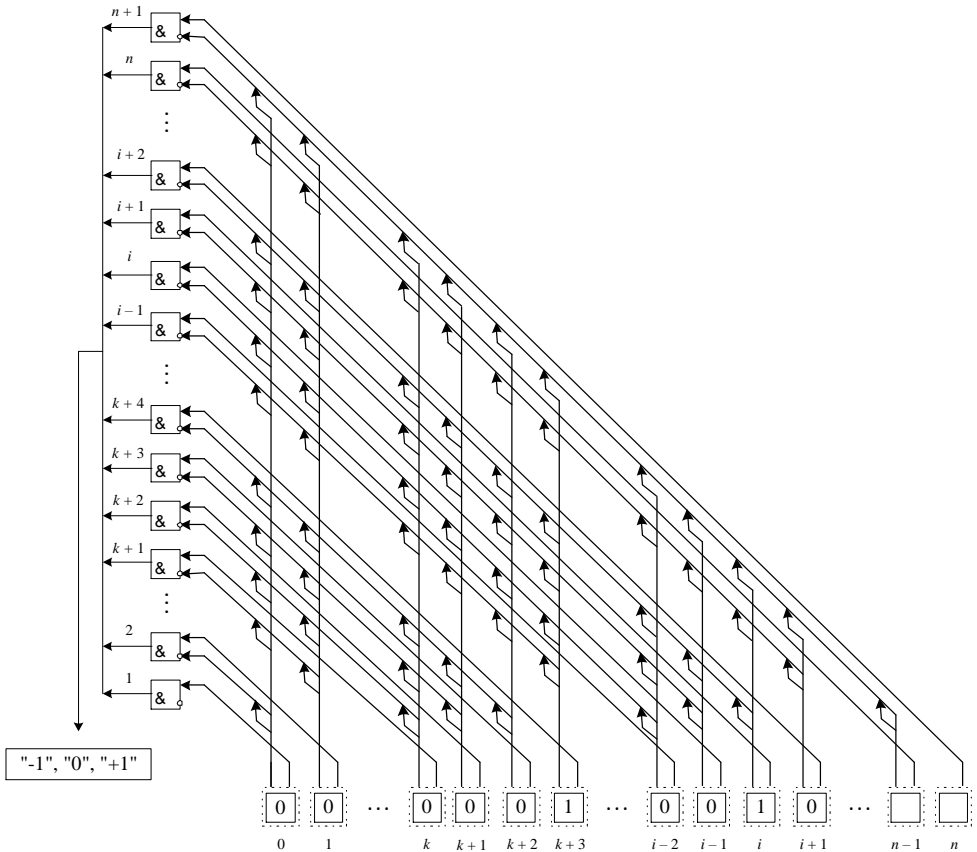 n + 1
&
n
&
⋮
i + 2
&
i + 1
&
i
&
i – 1
&
⋮
k + 4
&
k + 3
&
k + 2
&
k + 1
&
⋮
2
&
1
&
"-1", "0", "+1"
0 0 … 0 0 0 1 … 0 0 1 0 …
0 1 k k + 1 k + 2 k + 3 i – 2 i – 1 i i + 1 n – 1 n